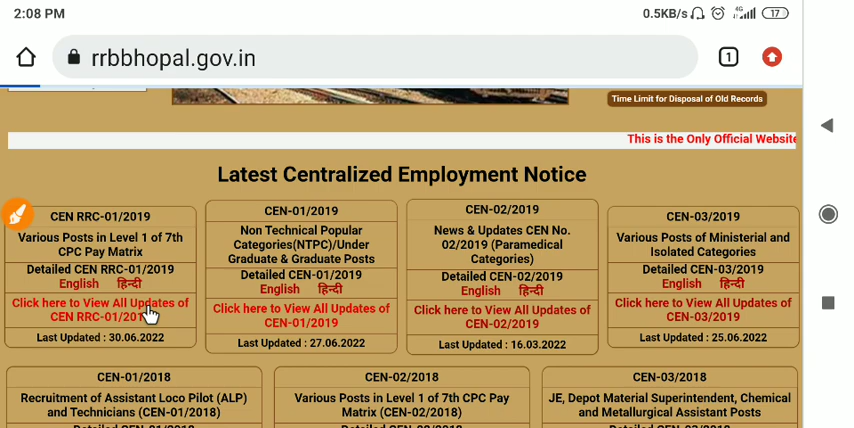 2:08 PM
0.5KB/s 4G 17
rrbbhopal.gov.in
1
Time Limit for Disposal of Old Records
This is the Only Official Website
Latest Centralized Employment Notice
CEN RRC-01/2019
Various Posts in Level 1 of 7th
CPC Pay Matrix
Detailed CEN RRC-01/2019
English हिन्दी
Click here to View All Updates of
CEN RRC-01/2019
Last Updated : 30.06.2022
CEN-01/2019
Non Technical Popular
Categories(NTPC)/Under
Graduate & Graduate Posts
Detailed CEN-01/2019
English हिन्दी
Click here to View All Updates of
CEN-01/2019
Last Updated : 27.06.2022
CEN-02/2019
News & Updates CEN No.
02/2019 (Paramedical
Categories)
Detailed CEN-02/2019
English हिन्दी
Click here to View All Updates of
CEN-02/2019
Last Updated : 16.03.2022
CEN-03/2019
Various Posts of Ministerial and
Isolated Categories
Detailed CEN-03/2019
English हिन्दी
Click here to View All Updates of
CEN-03/2019
Last Updated : 25.06.2022
CEN-01/2018
Recruitment of Assistant Loco Pilot (ALP)
and Technicians (CEN-01/2018)
CEN-02/2018
Various Posts in Level 1 of 7th CPC Pay
Matrix (CEN-02/2018)
CEN-03/2018
JE, Depot Material Superintendent, Chemical
and Metallurgical Assistant Posts